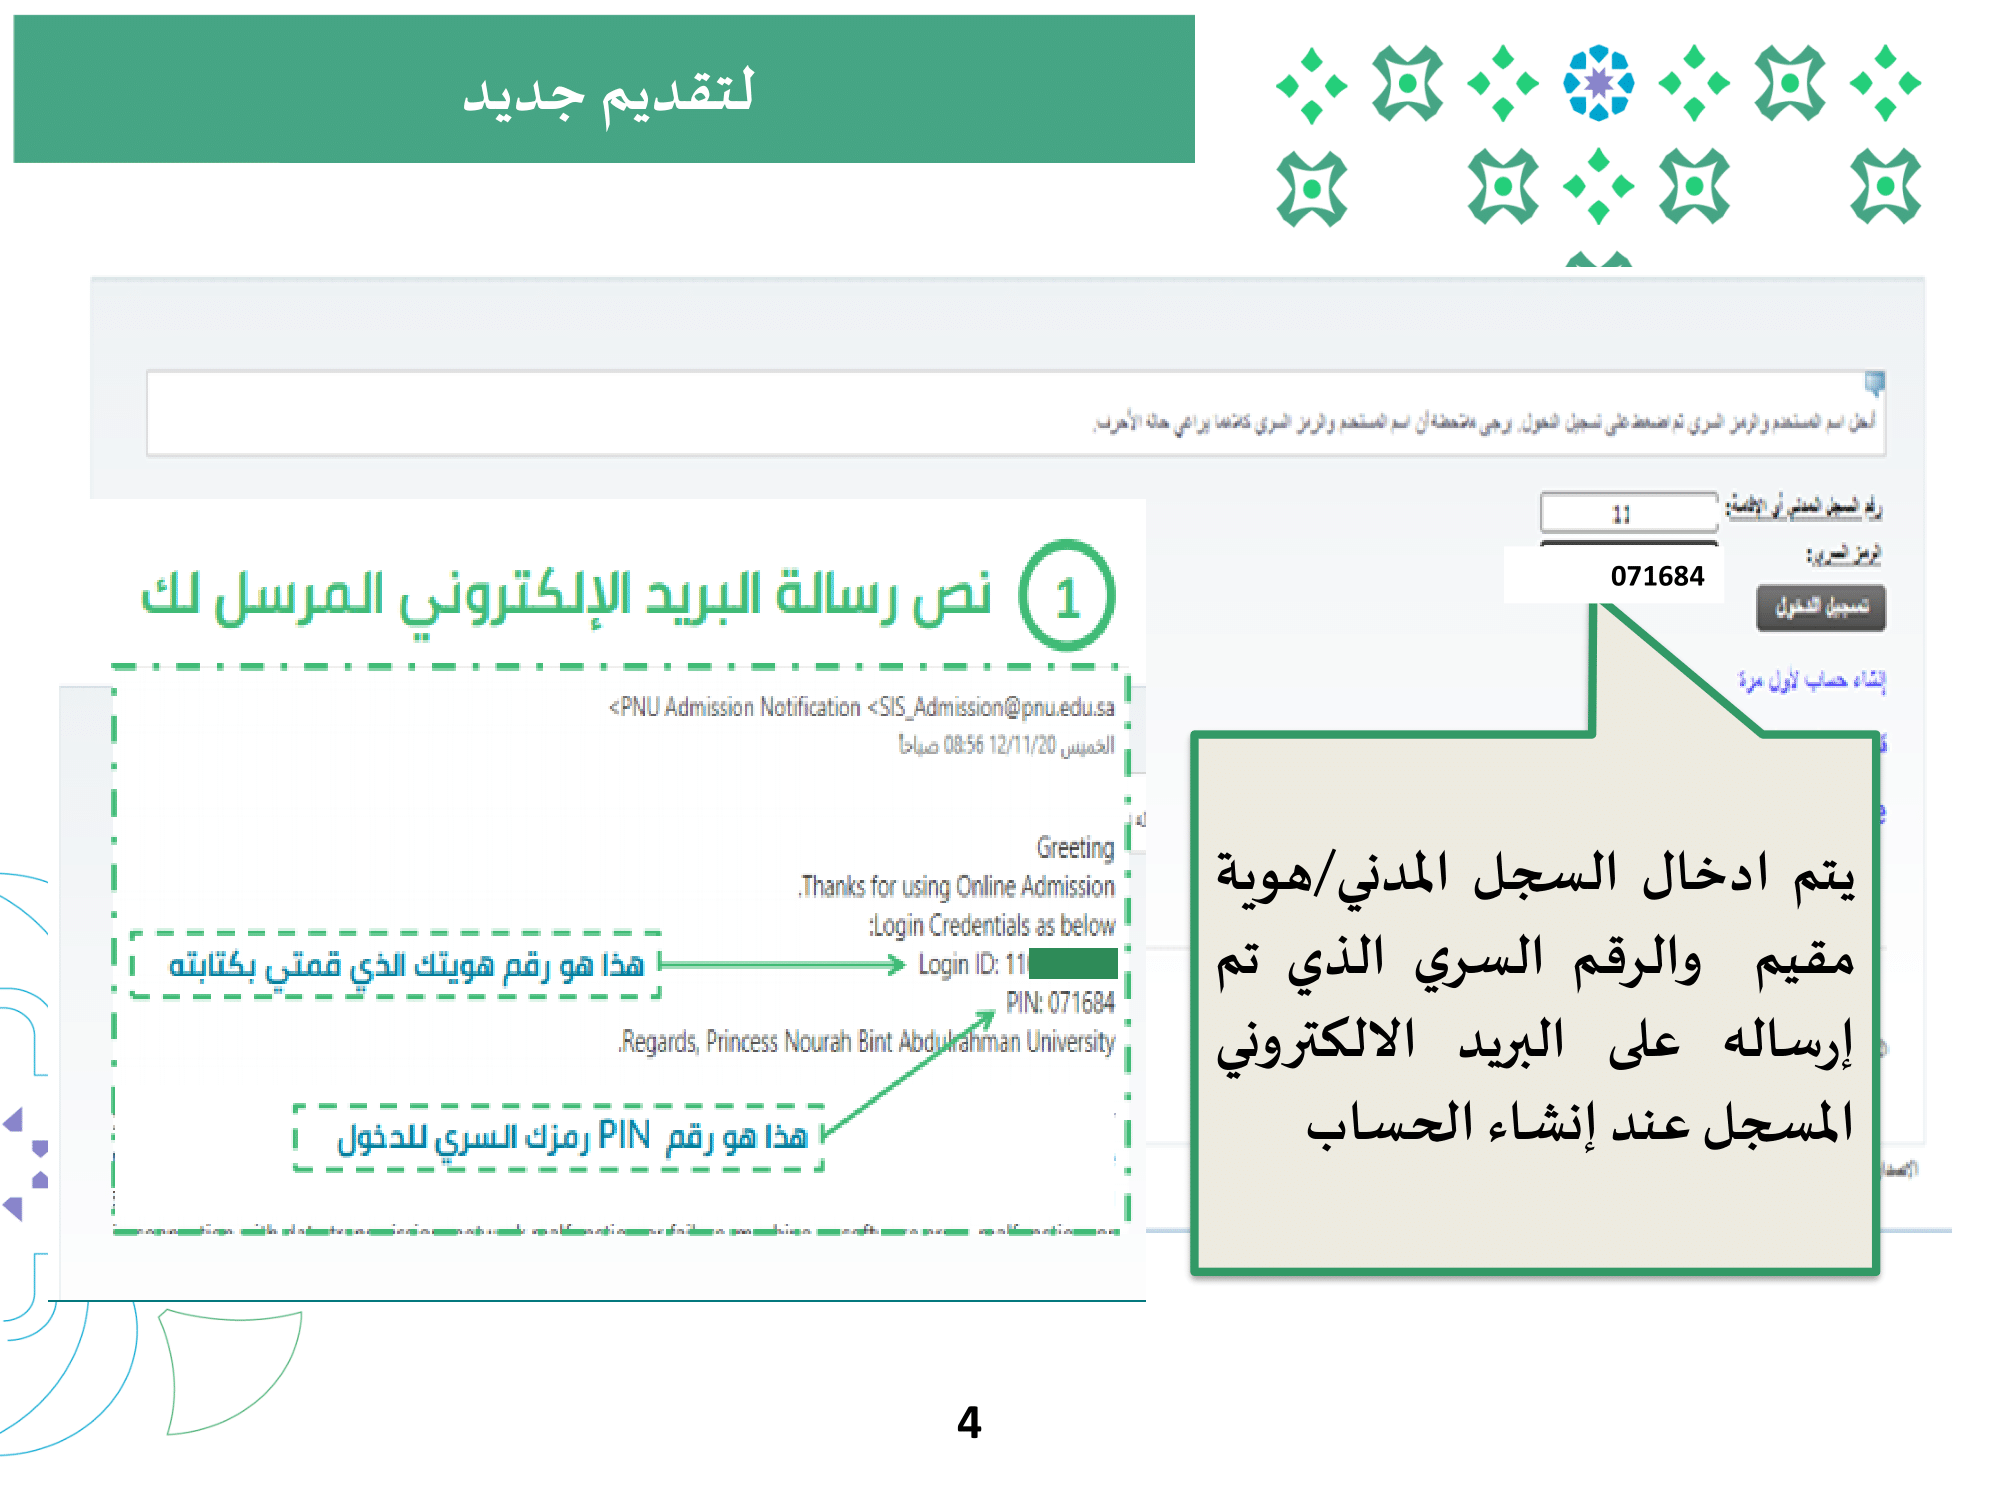 لتقديم جديد
أدخل اسم المستخدم والرمز السري ثم اضغط على تسجيل الدخول. يرجى ملاحظة أن اسم المستخدم والرمز السري كلاهما يراعي حالة الأحرف.
رقم السجل المدني أو الإقامة:
11
الرمز السري:
071684
تسجيل الدخول
إنشاء حساب لأول مرة
1 نص رسالة البريد الإلكتروني المرسل لك
<PNU Admission Notification <SIS_Admission@pnu.edu.sa
الخميس 12/11/20 08:56 صباحاً
Greeting
.Thanks for using Online Admission
:Login Credentials as below
هذا هو رقم هويتك الذي قمتي بكتابته
Login ID: 11
PIN: 071684
.Regards, Princess Nourah Bint Abdulrahman University
هذا هو رقم PIN رمزك السري للدخول
يتم ادخال السجل المدني/هوية
مقيم والرقم السري الذي تم
إرساله على البريد الالكتروني
المسجل عند إنشاء الحساب
4